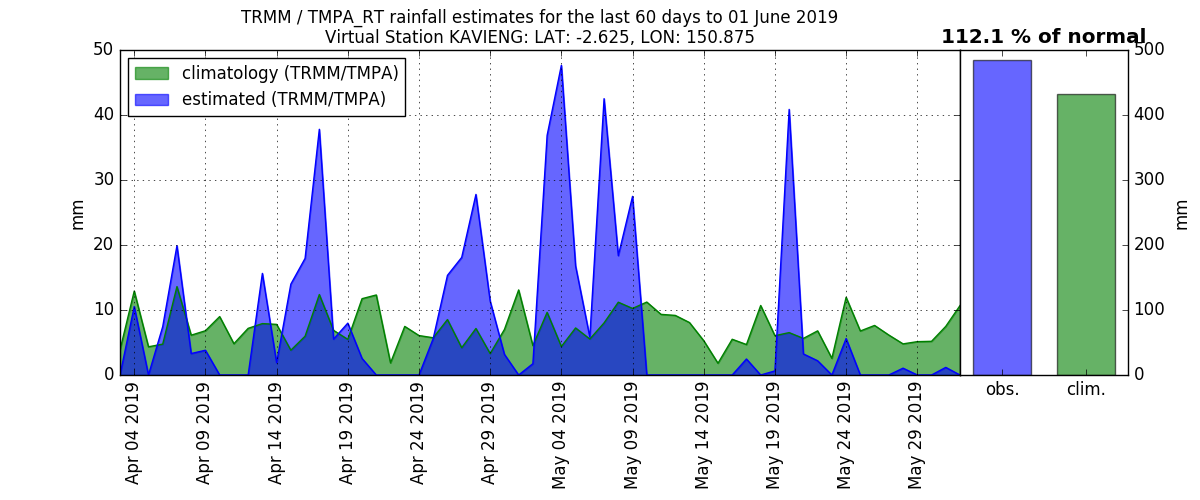 TRMM / TMPA_RT rainfall estimates for the last 60 days to 01 June 2019
Virtual Station KAVIENG: LAT: -2.625, LON: 150.875
112.1 % of normal
climatology (TRMM/TMPA)
estimated (TRMM/TMPA)
50
40
30
20
10
0
mm
500
400
300
200
100
0
mm
Apr 04 2019
Apr 09 2019
Apr 14 2019
Apr 19 2019
Apr 24 2019
Apr 29 2019
May 04 2019
May 09 2019
May 14 2019
May 19 2019
May 24 2019
May 29 2019
obs.
clim.